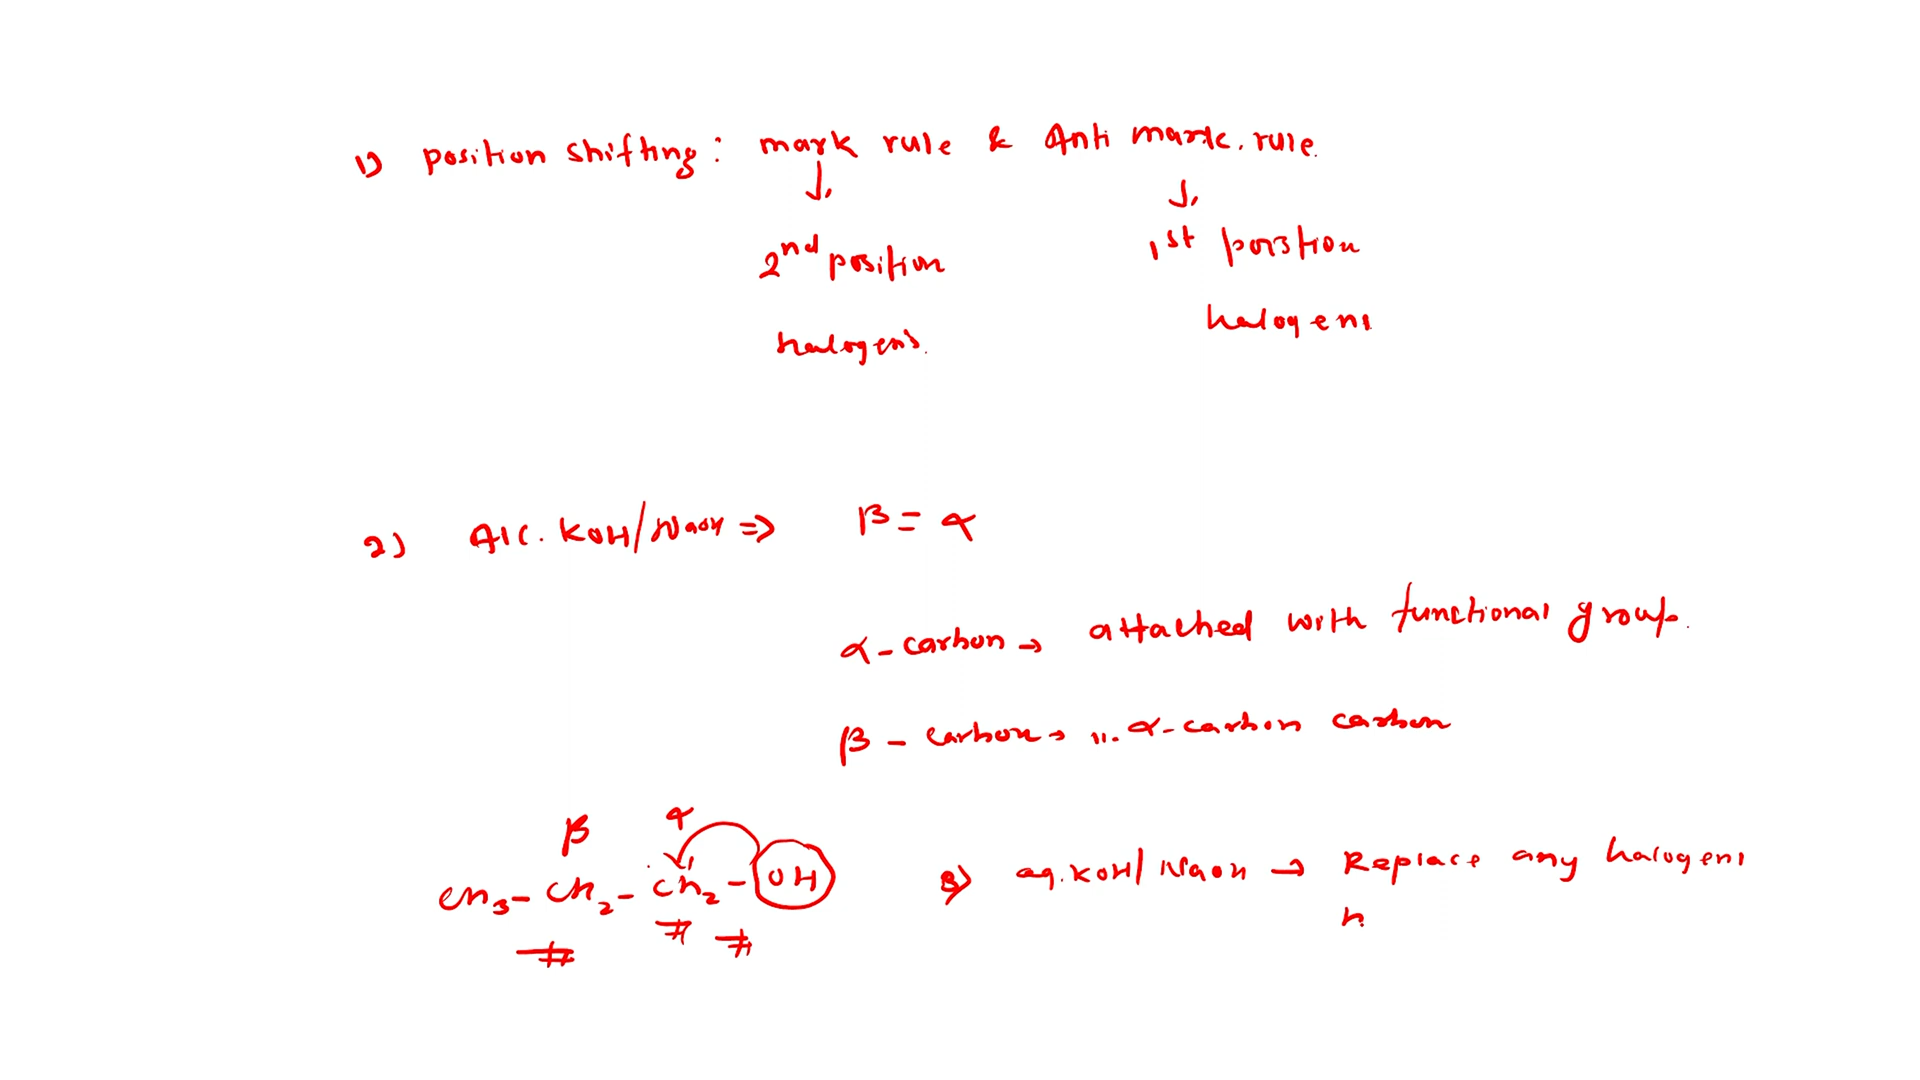 1) position shifting: mark rule & Anti mark. rule.
2nd position
1st position
halogens.
halogens
2) Alc. KOH/NaOH ⇒ β = α
α - carbon → attached with functional group.
β - carbon → ,, . α - carbon carbon
β α
CH3 - CH2 - CH2 - OH
3) aq. KOH/NaOH → Replace any halogens
h